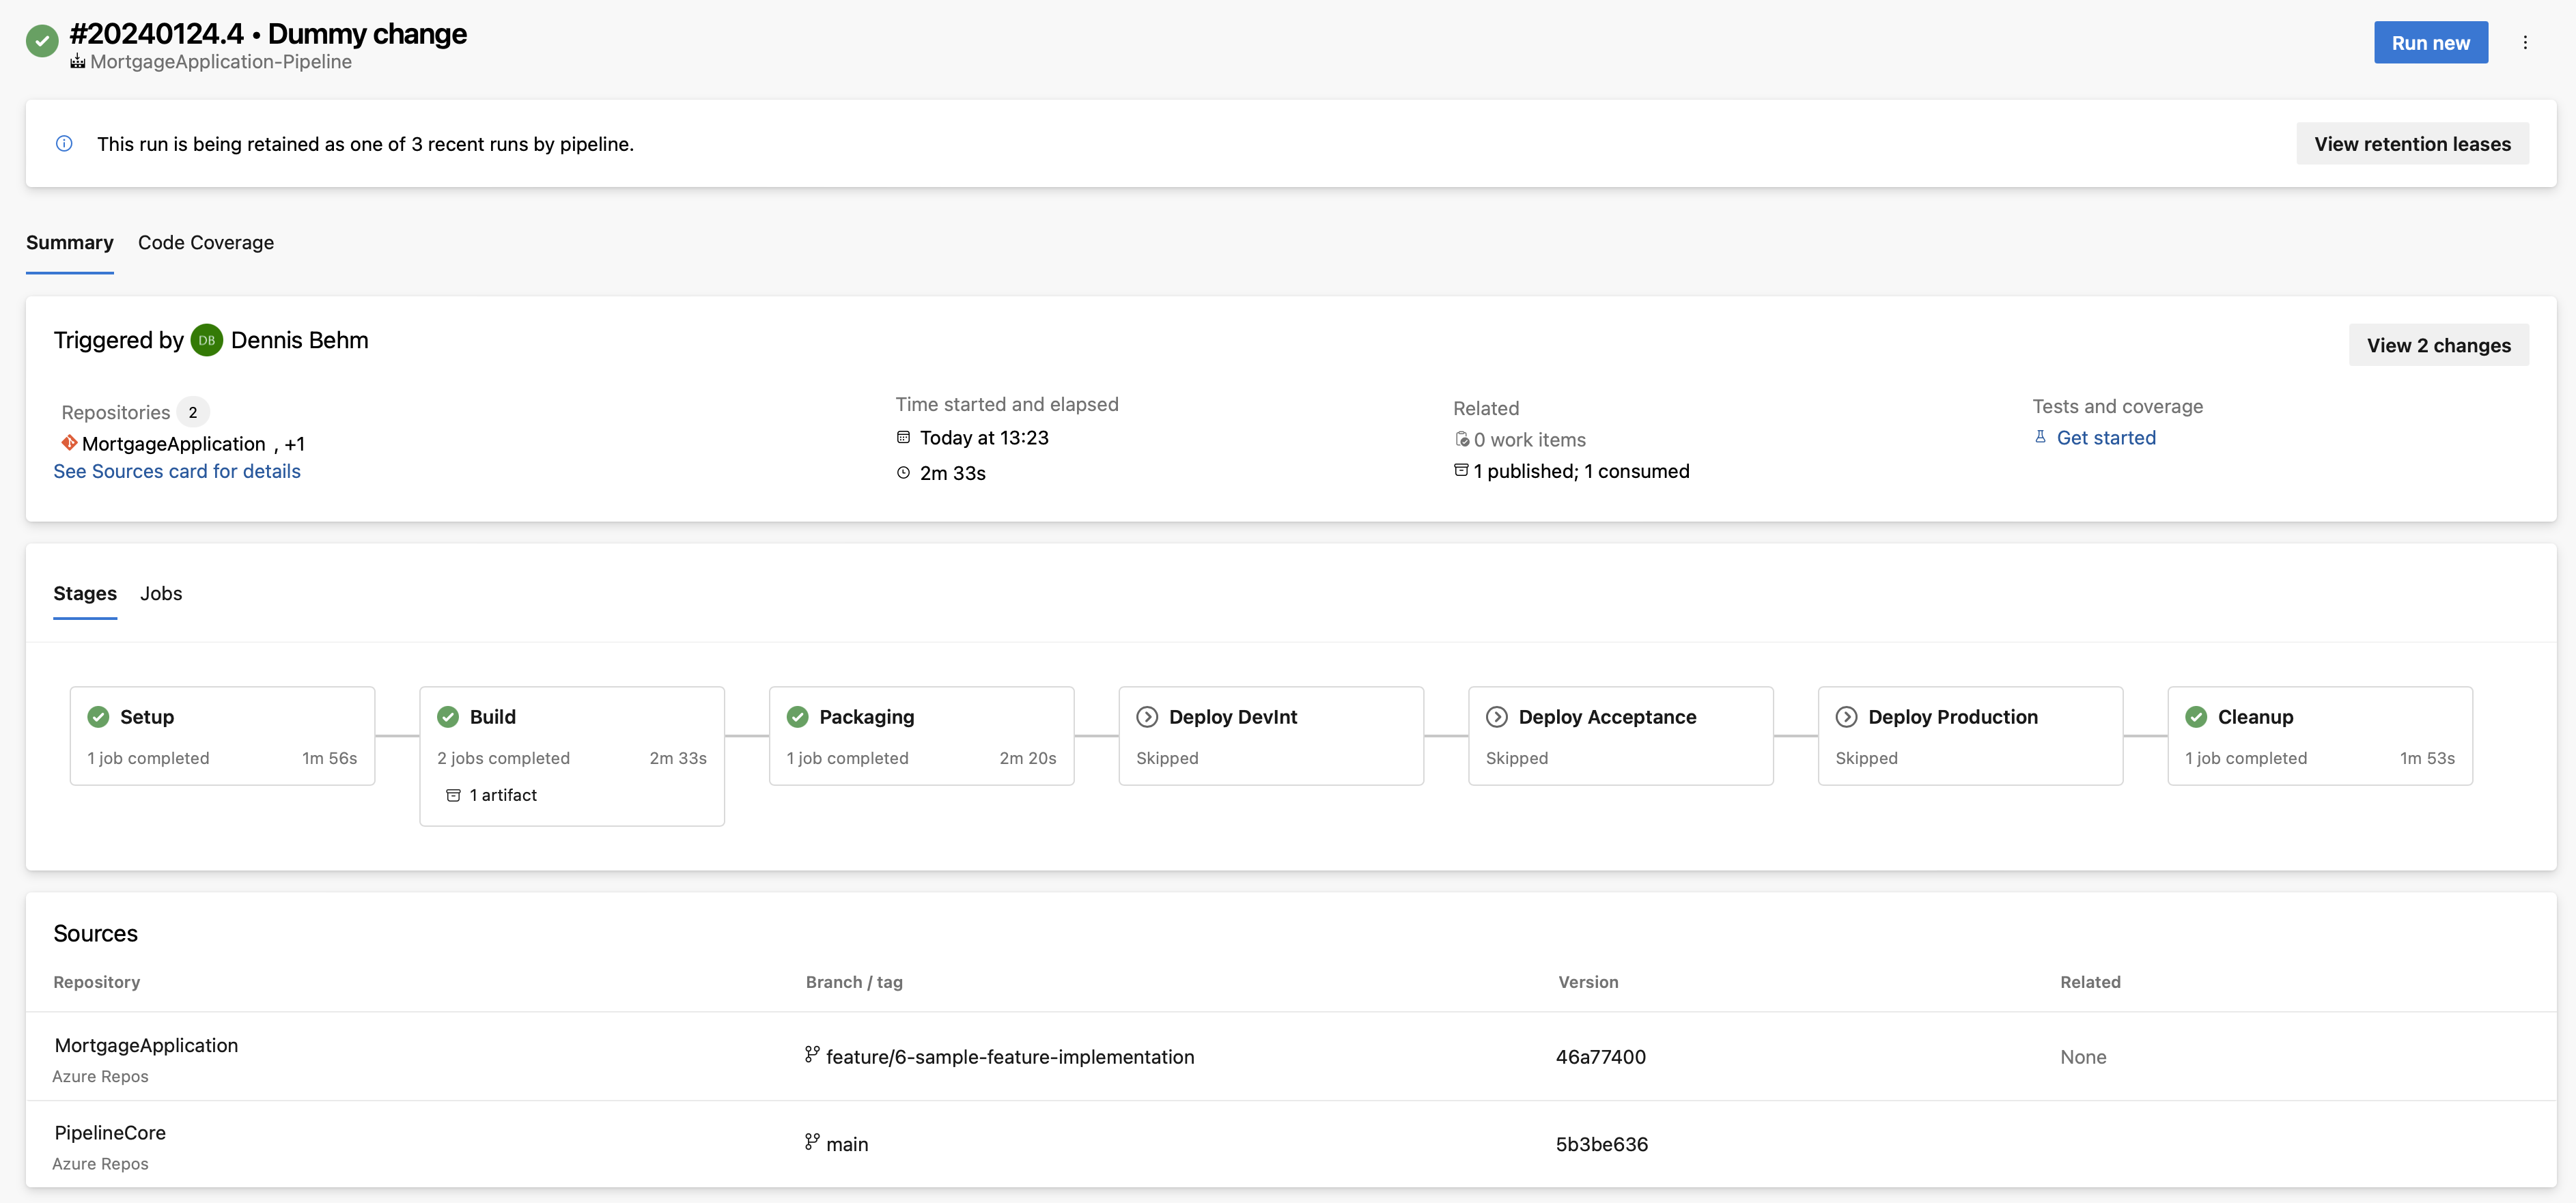 #20240124.4 • Dummy change
MortgageApplication-Pipeline
Run new
This run is being retained as one of 3 recent runs by pipeline.
View retention leases
Summary
Code Coverage
Triggered by DB Dennis Behm
View 2 changes
Repositories 2
MortgageApplication , +1
See Sources card for details
Time started and elapsed
Today at 13:23
2m 33s
Related
0 work items
1 published; 1 consumed
Tests and coverage
Get started
Stages
Jobs
Setup
1 job completed 1m 56s
Build
2 jobs completed 2m 33s
1 artifact
Packaging
1 job completed 2m 20s
Deploy DevInt
Skipped
Deploy Acceptance
Skipped
Deploy Production
Skipped
Cleanup
1 job completed 1m 53s
Sources
Repository Branch / tag Version Related
MortgageApplication
Azure Repos
feature/6-sample-feature-implementation
46a77400
None
PipelineCore
Azure Repos
main
5b3be636